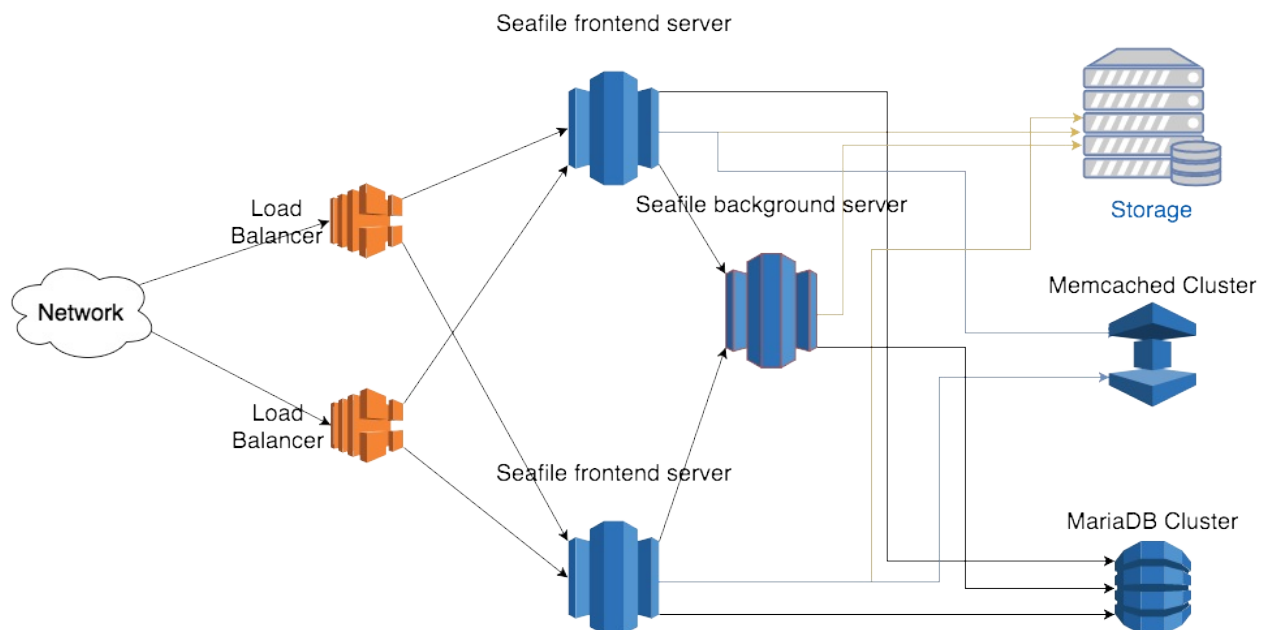 Seafile frontend server
Storage
Seafile background server
Load
Balancer
Memcached Cluster
Network
Load
Balancer
Seafile frontend server
MariaDB Cluster